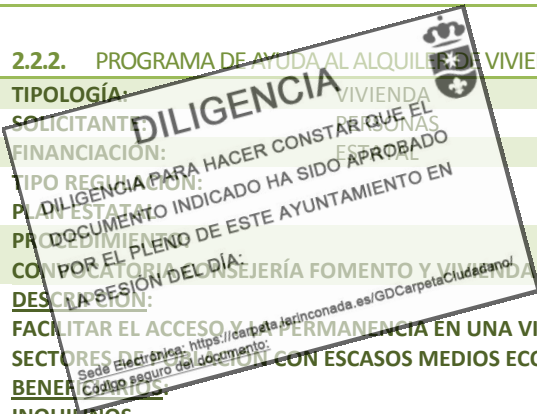 2.2.2. PROGRAMA DE AYUDA AL ALQUILER DE VIVIE
TIPOLOGÍA: VIVIENDA
SOLICITANTE: PERSONAS
FINANCIACIÓN: ESTATAL
TIPO REGULACIÓN:
PLAN ESTATAL:
PROCEDIMIENTO:
CONVOCATORIA CONSEJERÍA FOMENTO Y VIVIENDA
DESCRIPCIÓN:
FACILITAR EL ACCESO Y LA PERMANENCIA EN UNA VI
SECTORES DE POBLACIÓN CON ESCASOS MEDIOS ECO
BENEFICIARIOS:
INQUILINOS
DILIGENCIA
DILIGENCIA PARA HACER CONSTAR QUE EL
DOCUMENTO INDICADO HA SIDO APROBADO
POR EL PLENO DE ESTE AYUNTAMIENTO EN
LA SESIÓN DEL DÍA:
Sede Electrónica: https://carpeta.larinconada.es/GDCarpetaCiudadano/
Código seguro del documento: